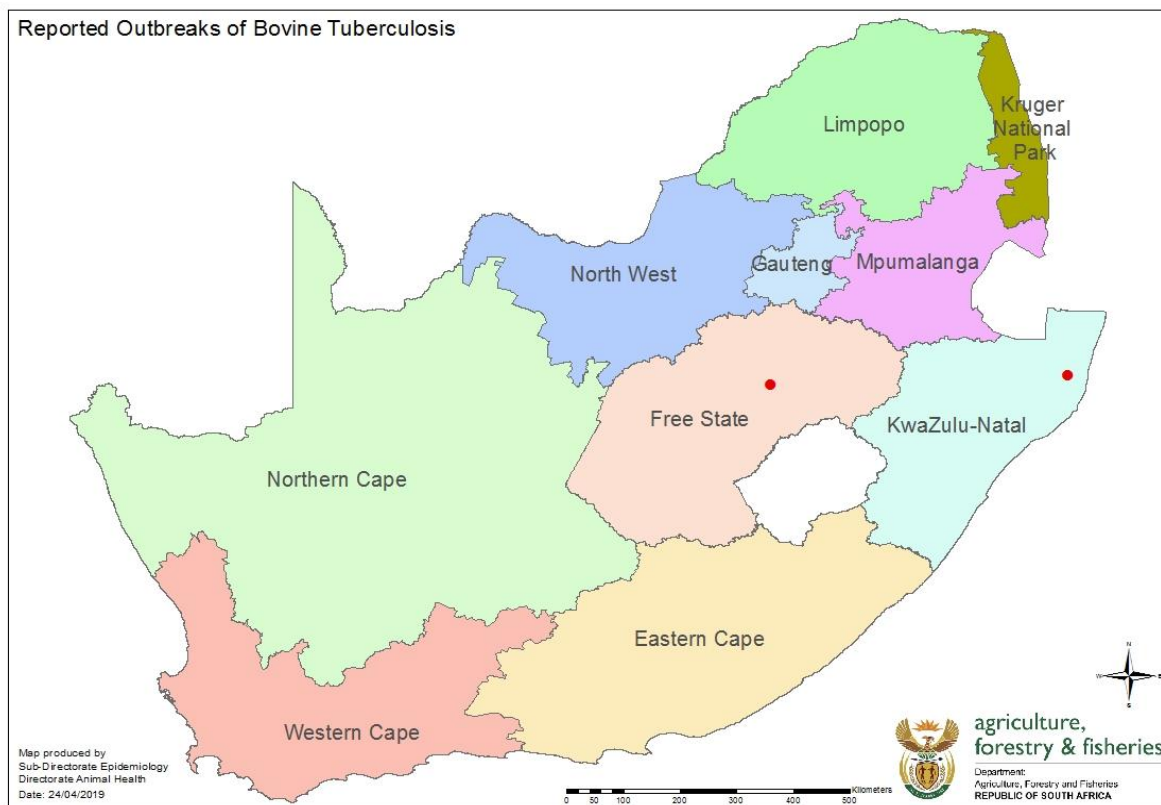 Reported Outbreaks of Bovine Tuberculosis
Limpopo
Kruger
National
Park
North West
Gauteng
Mpumalanga
Free State
KwaZulu-Natal
Northern Cape
Eastern Cape
Western Cape
N
W
E
S
Map produced by
Sub-Directorate Epidemiology
Directorate Animal Health
Date: 24/04/2019
Kilometers
0 50 100 200 300 400 500
agriculture,
forestry & fisheries
Department:
Agriculture, Forestry and Fisheries
REPUBLIC OF SOUTH AFRICA